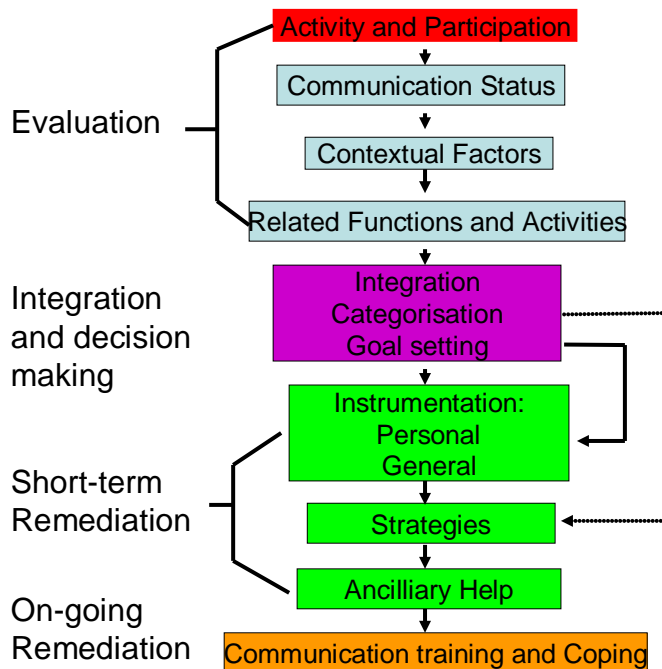 Activity and Participation
Communication Status
Evaluation
Contextual Factors
Related Functions and Activities
Integration
and decision
making
Integration
Categorisation
Goal setting
Instrumentation:
Personal
General
Short-term
Remediation
Strategies
Ancilliary Help
On-going
Remediation
Communication training and Coping